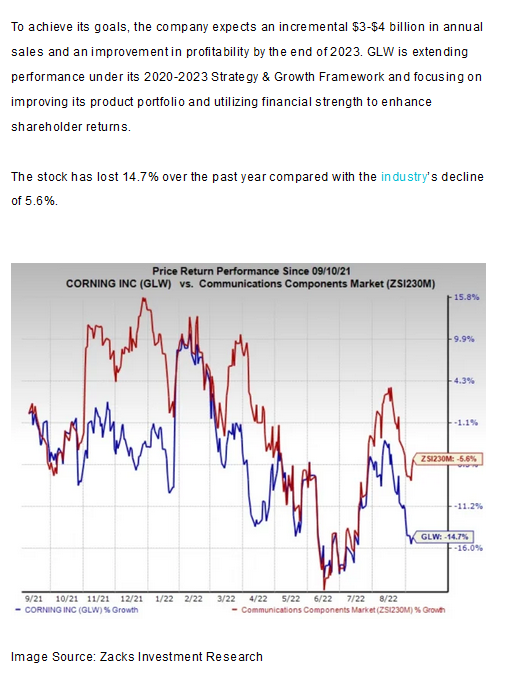 To achieve its goals, the company expects an incremental $3-$4 billion in annual
sales and an improvement in profitability by the end of 2023. GLW is extending
performance under its 2020-2023 Strategy & Growth Framework and focusing on
improving its product portfolio and utilizing financial strength to enhance
shareholder returns.
The stock has lost 14.7% over the past year compared with the industry's decline
of 5.6%.
Price Return Performance Since 09/10/21
CORNING INC (GLW) vs. Communications Components Market (ZSI230M)
15.8%
9.9%
4.3%
-1.1%
ZSI230M: -5.6%
-11.2%
GLW: -14.7%
-16.0%
9/21 10/21 11/21 12/21 1/22 2/22 3/22 4/22 5/22 6/22 7/22 8/22
CORNING INC (GLW) % Growth
Communications Components Market (ZSI230M) % Growth
Image Source: Zacks Investment Research